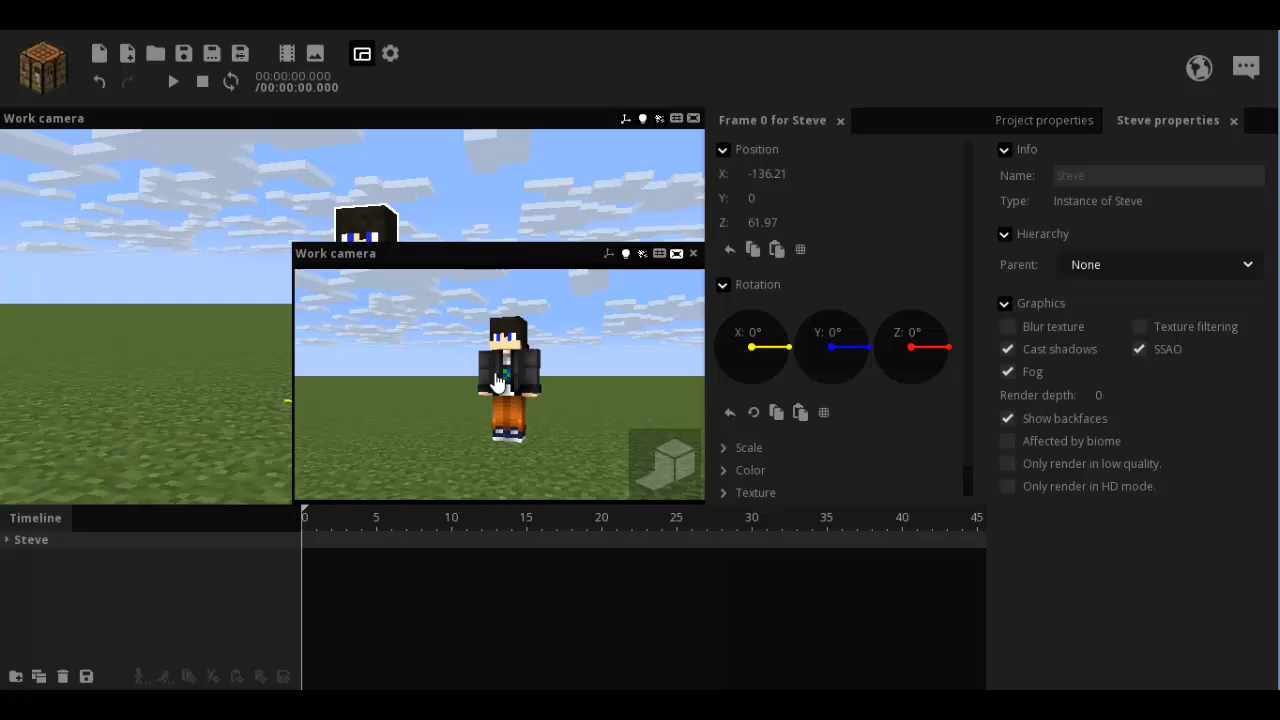 00:00:00.000
/00:00:00.000
Work camera
Work camera
Frame 0 for Steve
Position
X: -136.21
Y: 0
Z: 61.97
Rotation
X: 0°
Y: 0°
Z: 0°
Scale
Color
Texture
Project properties
Steve properties
Info
Name: Steve
Type: Instance of Steve
Hierarchy
Parent: None
Graphics
Blur texture
Texture filtering
Cast shadows
SSAO
Fog
Render depth: 0
Show backfaces
Affected by biome
Only render in low quality.
Only render in HD mode.
Timeline
0 5 10 15 20 25 30 35 40 45
Steve